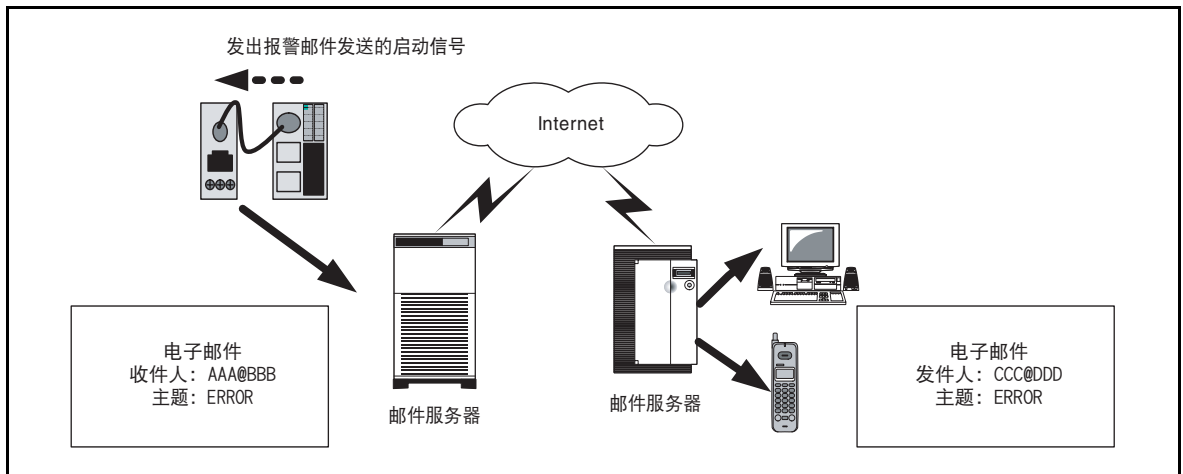 发出报警邮件发送的启动信号
Internet
电子邮件
收件人: AAA@BBB
主题: ERROR
邮件服务器
邮件服务器
电子邮件
发件人: CCC@DDD
主题: ERROR